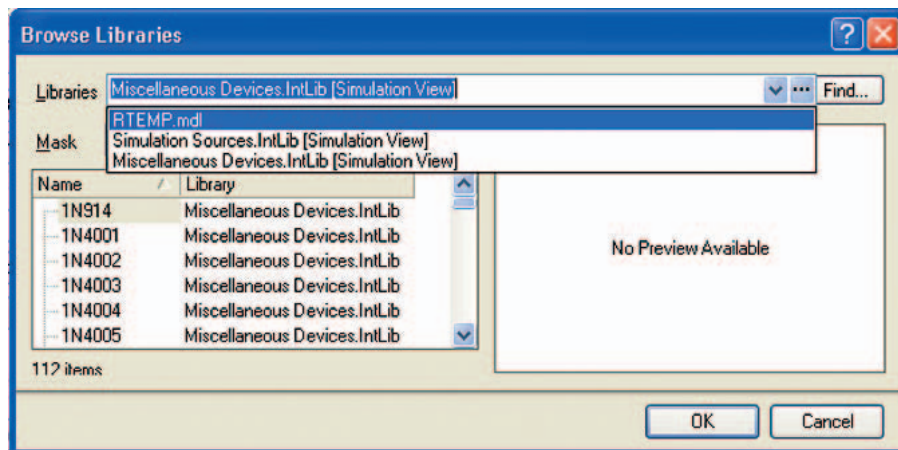 Browse Libraries
Libraries Miscellaneous Devices.IntLib [Simulation View] ... Find...
RTEMP.mdl
Mask Simulation Sources.IntLib [Simulation View]
Miscellaneous Devices.IntLib [Simulation View]
Name Library
1N914 Miscellaneous Devices.IntLib
1N4001 Miscellaneous Devices.IntLib
1N4002 Miscellaneous Devices.IntLib
No Preview Available
1N4003 Miscellaneous Devices.IntLib
1N4004 Miscellaneous Devices.IntLib
1N4005 Miscellaneous Devices.IntLib
112 items
OK Cancel